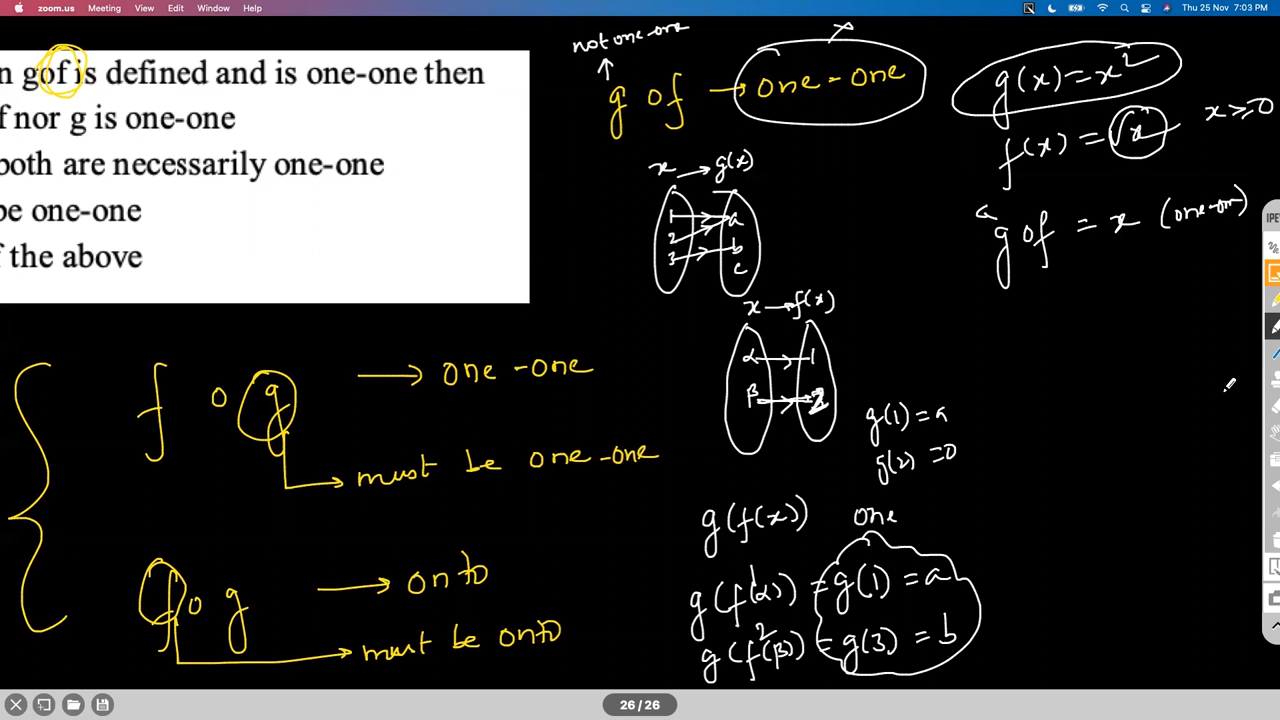 zoom.us Meeting View Edit Window Help Thu 25 Nov 7:03 PM
n gof is defined and is one-one then
f nor g is one-one
both are necessarily one-one
be one-one
f the above
not one-one
gof → one-one
x → g(x)
1 a
2 b
3 c
x → f(x)
α 1
β 2
g(1) = a
g(f(x)) one
g(f(α)) = g(1) = a
g(f(β)) = g(3) = b
g(x) = x²
f(x) = √x x ≥ 0
gof = x (one-one)
f o g → one-one
must be one-one
f o g → onto
must be onto
IPE
26/26